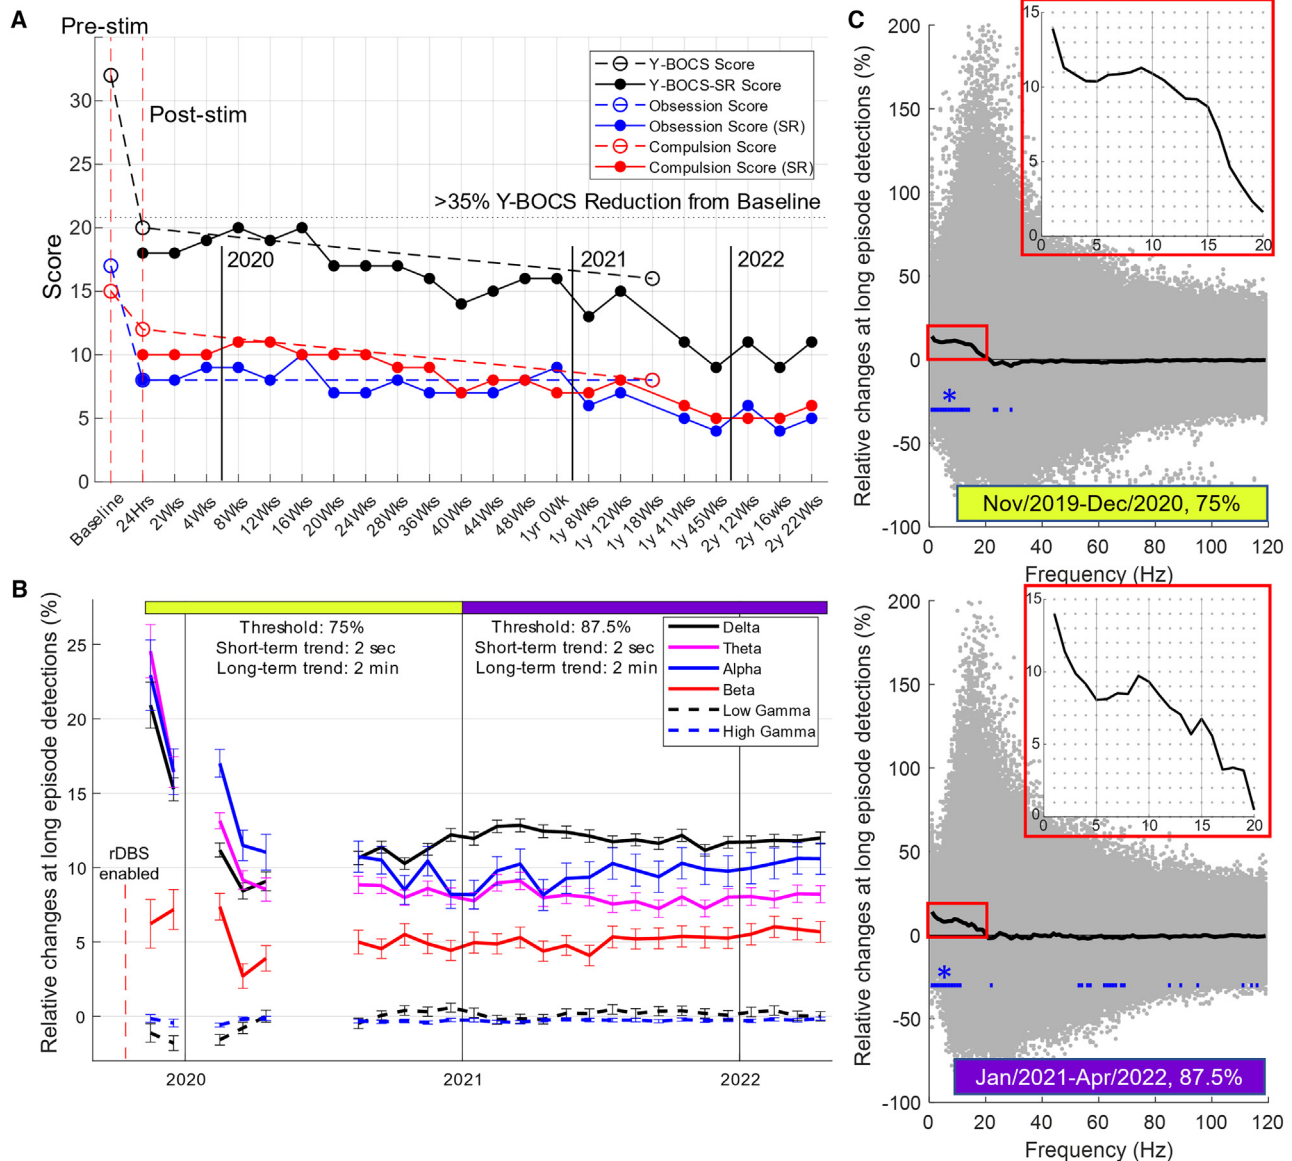 A
Pre-stim
Post-stim
Y-BOCS Score
Y-BOCS-SR Score
Obsession Score
Obsession Score (SR)
Compulsion Score
Compulsion Score (SR)
>35% Y-BOCS Reduction from Baseline
2020
2021
2022
Score
30
25
20
15
10
5
0
Baseline
24Hrs
2Wks
4Wks
8Wks
12Wks
16Wks
20Wks
24Wks
28Wks
36Wks
40Wks
44Wks
48Wks
1yr 0Wk
1y 8Wks
1y 12Wks
1y 18Wks
1y 41Wks
1y 45Wks
2y 12Wks
2y 16wks
2y 22Wks
B
Relative changes at long episode detections (%)
25
20
15
10
5
0
Threshold: 75%
Short-term trend: 2 sec
Long-term trend: 2 min
Threshold: 87.5%
Short-term trend: 2 sec
Long-term trend: 2 min
Delta
Theta
Alpha
Beta
Low Gamma
High Gamma
rDBS
enabled
2020
2021
2022
C
Relative changes at long episode detections (%)
200
150
100
50
0
-50
-100
15
10
5
0
0
5
10
15
20
*
Nov/2019-Dec/2020, 75%
0
20
40
60
80
100
120
Frequency (Hz)
Relative changes at long episode detections (%)
200
150
100
50
0
-50
-100
15
10
5
0
0
5
10
15
20
*
Jan/2021-Apr/2022, 87.5%
0
20
40
60
80
100
120
Frequency (Hz)